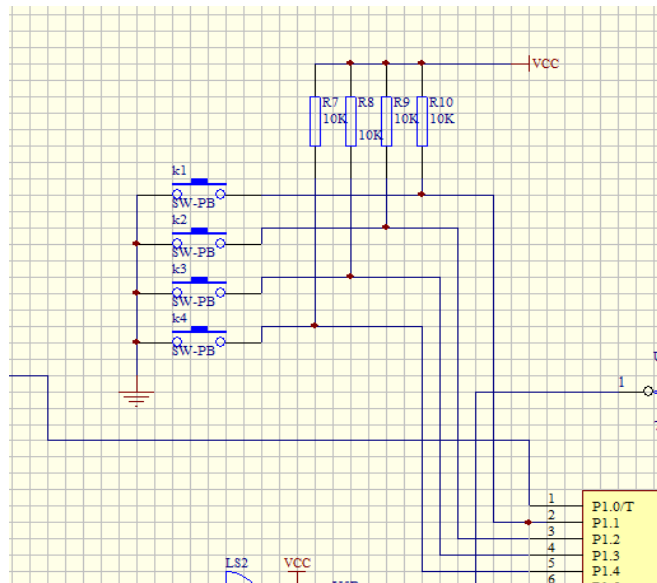 VCC
R7 R8 R9 R10
10K 10K 10K 10K
k1
SW-PB
k2
SW-PB
k3
SW-PB
k4
SW-PB
1
1 P1.0/T
2 P1.1
3 P1.2
4 P1.3
5 P1.4
6
LS2 VCC